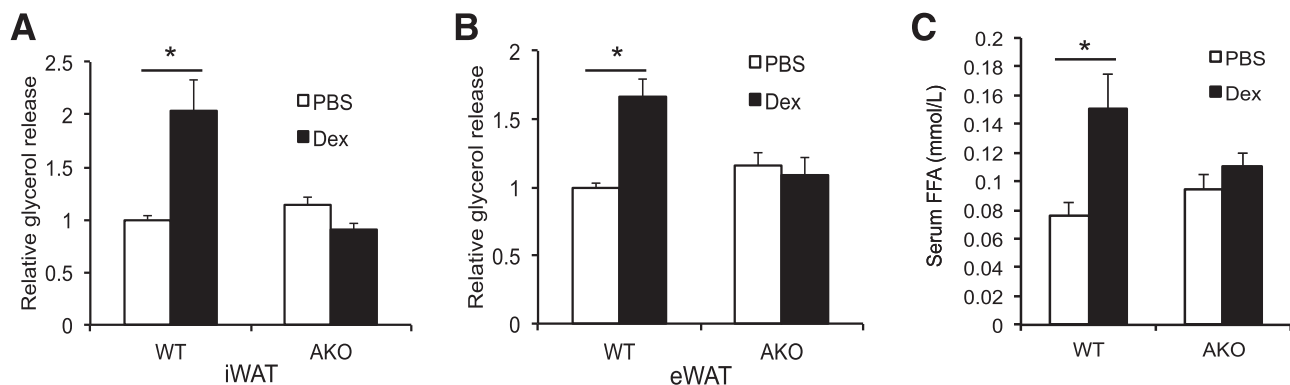 A
Relative glycerol release
2.5
2
1.5
1
0.5
0
*
PBS
Dex
WT
AKO
iWAT
B
Relative glycerol release
2
1.5
1
0.5
0
*
PBS
Dex
WT
AKO
eWAT
C
Serum FFA (mmol/L)
0.2
0.18
0.16
0.14
0.12
0.1
0.08
0.06
0.04
0.02
0
*
PBS
Dex
WT
AKO